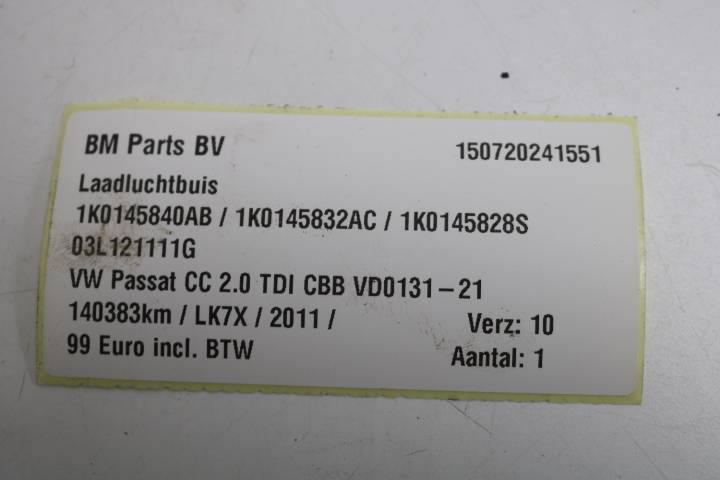 BM Parts BV 150720241551
Laadluchtbuis
1K0145840AB / 1K0145832AC / 1K0145828S
03L121111G
VW Passat CC 2.0 TDI CBB VD0131-21
140383km / LK7X / 2011 / Verz: 10
99 Euro incl. BTW Aantal: 1